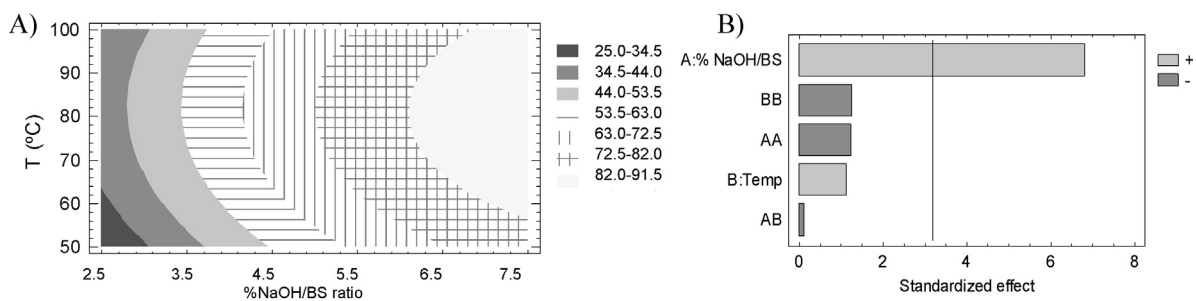 A)
100
90
80
70
60
50
T (ºC)
2.5 3.5 4.5 5.5 6.5 7.5
%NaOH/BS ratio
25.0-34.5
34.5-44.0
44.0-53.5
53.5-63.0
63.0-72.5
72.5-82.0
82.0-91.5
B)
A:% NaOH/BS
BB
AA
B:Temp
AB
0 2 4 6 8
Standardized effect
+
-